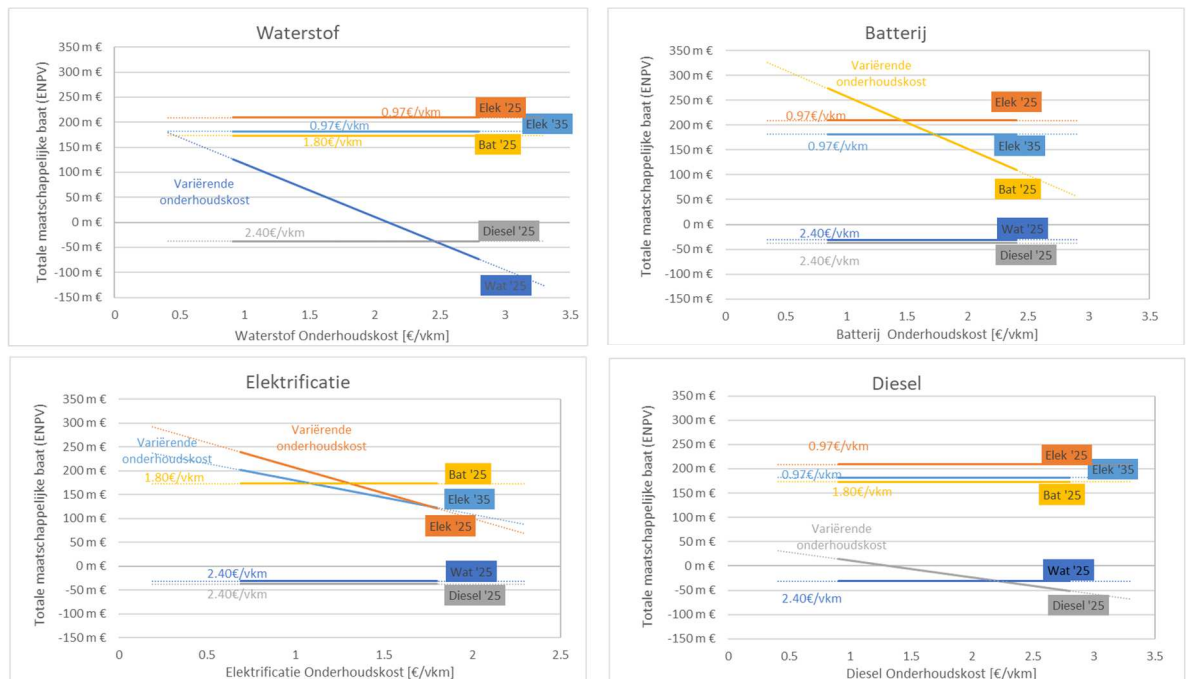 Waterstof
Totale maatschappelijke baat (ENPV)
350 m €
300 m €
250 m €
200 m €
150 m €
100 m €
50 m €
0 m €
-50 m €
-100 m €
-150 m €
0.97€/vkm
Elek '25
0.97€/vkm
Elek '35
1.80€/vkm
Bat '25
Variërende
onderhoudskost
2.40€/vkm
Diesel '25
Wat '25
0 0.5 1 1.5 2 2.5 3 3.5
Waterstof Onderhoudskost [€/vkm]
Batterij
Totale maatschappelijke baat (ENPV)
350 m €
300 m €
250 m €
200 m €
150 m €
100 m €
50 m €
0 m €
-50 m €
-100 m €
-150 m €
Variërende
onderhoudskost
0.97€/vkm
Elek '25
0.97€/vkm
Elek '35
Bat '25
2.40€/vkm
Wat '25
2.40€/vkm
Diesel '25
0 0.5 1 1.5 2 2.5 3 3.5
Batterij Onderhoudskost [€/vkm]
Elektrificatie
Totale maatschappelijke baat (ENPV)
350 m €
300 m €
250 m €
200 m €
150 m €
100 m €
50 m €
0 m €
-50 m €
-100 m €
-150 m €
Variërende
onderhoudskost
Variërende
onderhoudskost
1.80€/vkm
Bat '25
Elek '35
Elek '25
2.40€/vkm
Wat '25
2.40€/vkm
Diesel '25
0 0.5 1 1.5 2 2.5
Elektrificatie Onderhoudskost [€/vkm]
Diesel
Totale maatschappelijke baat (ENPV)
350 m €
300 m €
250 m €
200 m €
150 m €
100 m €
50 m €
0 m €
-50 m €
-100 m €
-150 m €
0.97€/vkm
Elek '25
0.97€/vkm
Elek '35
1.80€/vkm
Bat '25
Variërende
onderhoudskost
Wat '25
2.40€/vkm
Diesel '25
0 0.5 1 1.5 2 2.5 3 3.5
Diesel Onderhoudskost [€/vkm]